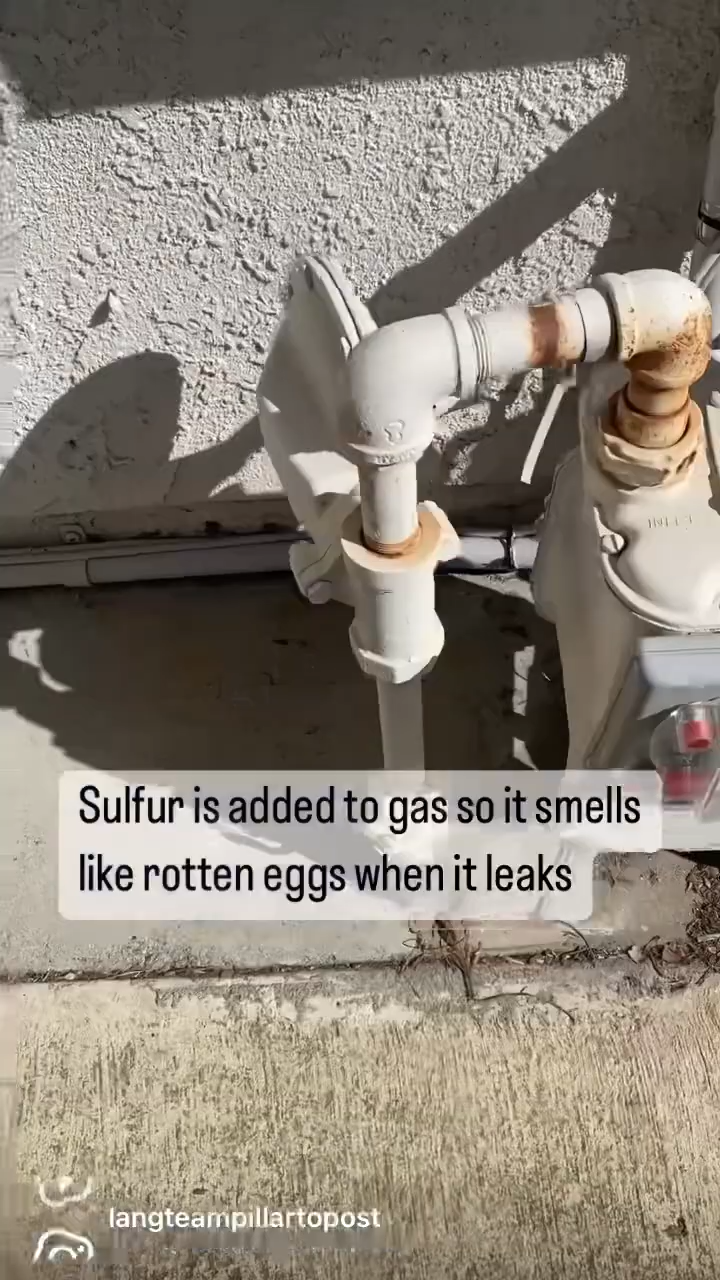 INLET
Sulfur is added to gas so it smells
like rotten eggs when it leaks
langteampillartopost